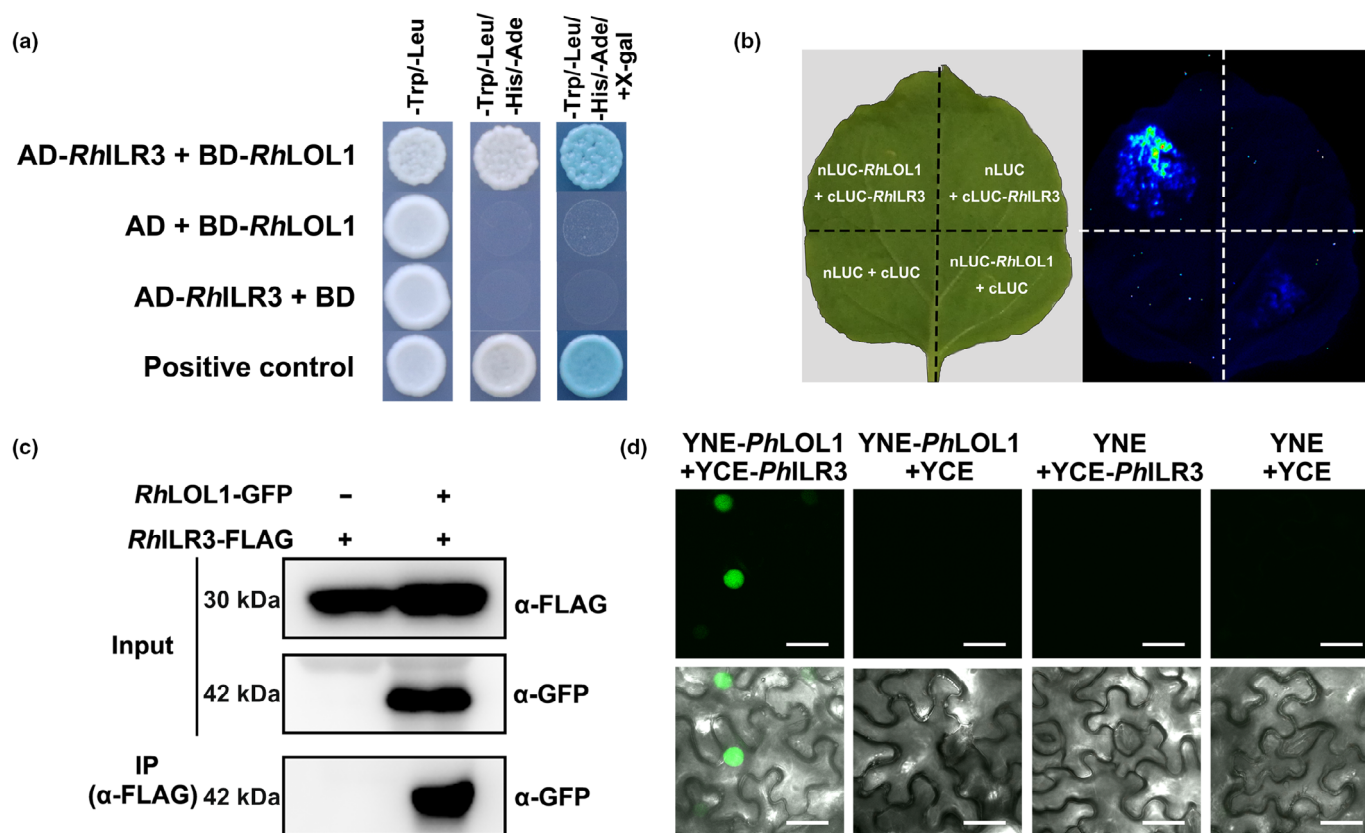 (a)
-Trp/-Leu
-Trp/-Leu/
-His/-Ade
-Trp/-Leu/
-His/-Ade/
+X-gal
AD-RhILR3 + BD-RhLOL1
AD + BD-RhLOL1
AD-RhILR3 + BD
Positive control
(b)
nLUC-RhLOL1
+ cLUC-RhILR3
nLUC
+ cLUC-RhILR3
nLUC + cLUC
nLUC-RhLOL1
+ cLUC
(c)
RhLOL1-GFP - +
RhILR3-FLAG + +
Input
30 kDa
α-FLAG
42 kDa
α-GFP
IP
(α-FLAG)
42 kDa
α-GFP
(d)
YNE-PhLOL1
+YCE-PhILR3
YNE-PhLOL1
+YCE
YNE
+YCE-PhILR3
YNE
+YCE